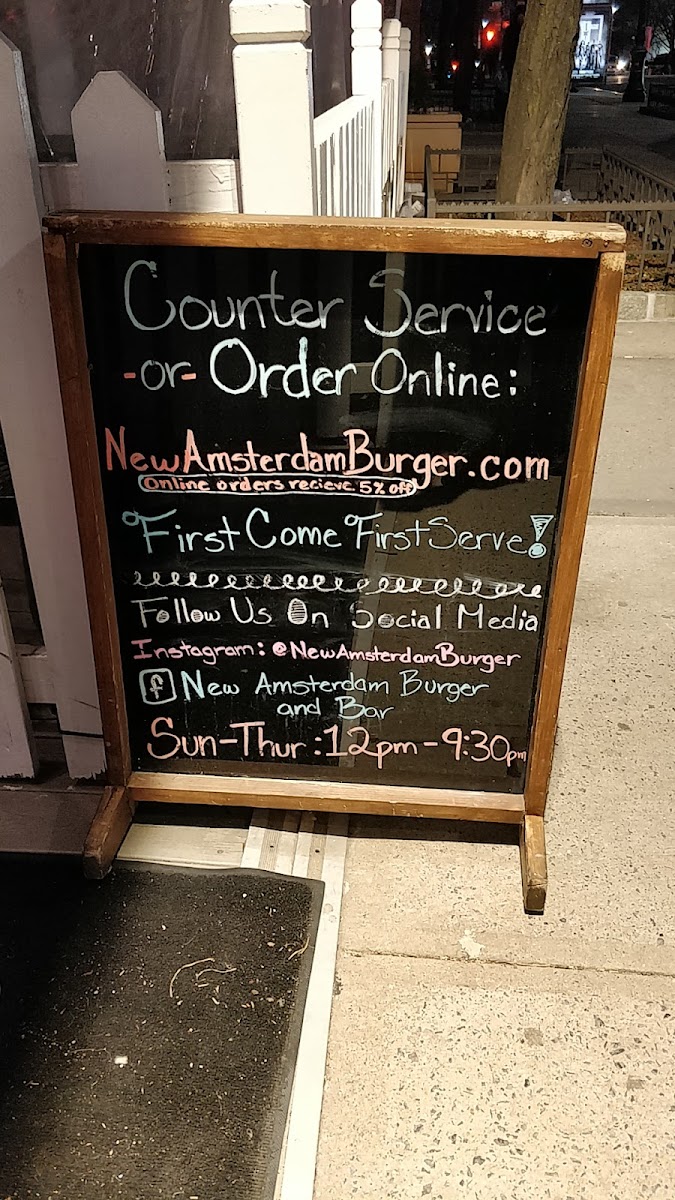 Counter Service
-or- Order Online:
NewAmsterdamBurger.com
Online orders recieve 5% off
First Come First Serve!
Follow Us On Social Media
Instagram: @NewAmsterdamBurger
f New Amsterdam Burger
and Bar
Sun-Thur: 12pm - 9:30pm